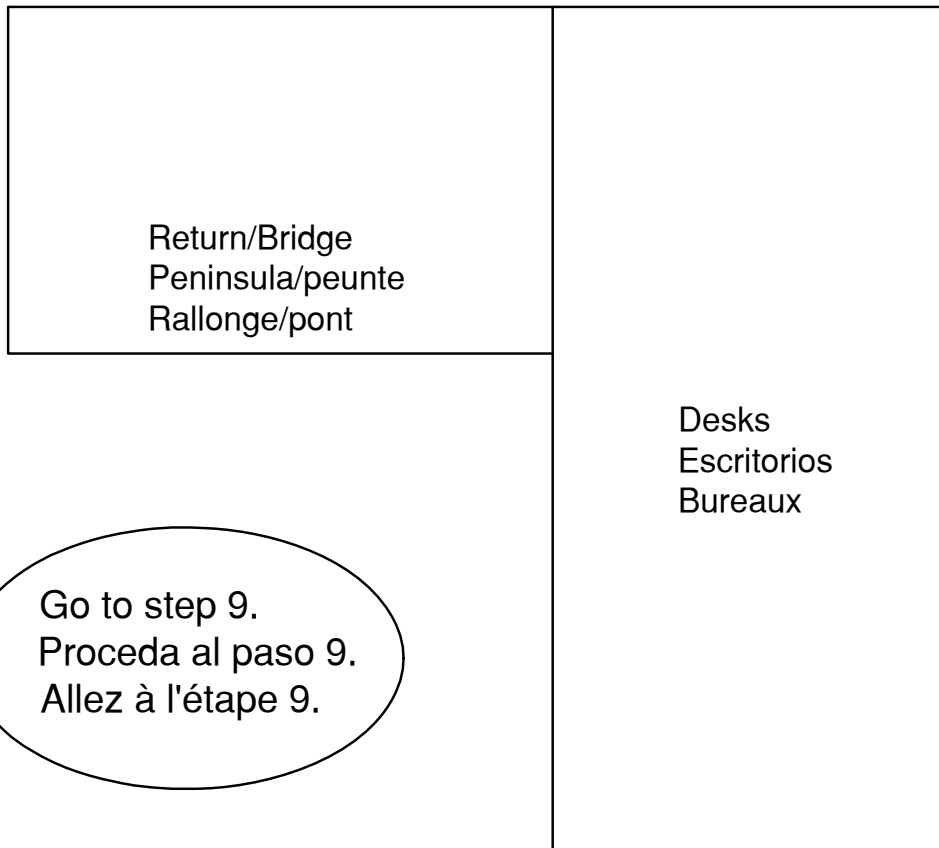 Return/Bridge
Peninsula/peunte
Rallonge/pont
Desks
Escritorios
Bureaux
Go to step 9.
Proceda al paso 9.
Allez à l'étape 9.